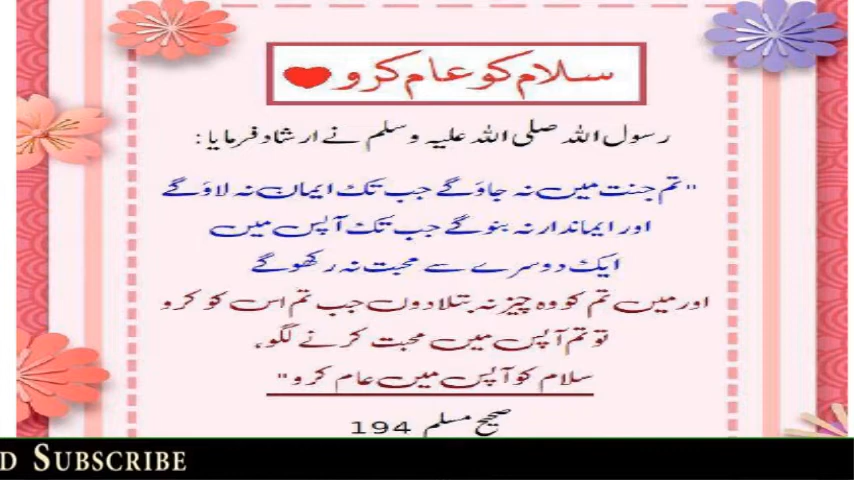 سلام کو عام کرو
رسول اللہ صلی اللہ علیہ وسلم نے ارشاد فرمایا :
"تم جنت میں نہ جاؤ گے جب تک ایمان نہ لاؤ گے
اور ایماندار نہ بنو گے جب تک آپس میں
ایک دوسرے سے محبت نہ رکھو گے
اور میں تم کو وہ چیز نہ بتلا دوں جب تم اس کو کرو
تو تم آپس میں محبت کرنے لگو،
سلام کو آپس میں عام کرو"
صحیح مسلم 194
D SUBSCRIBE